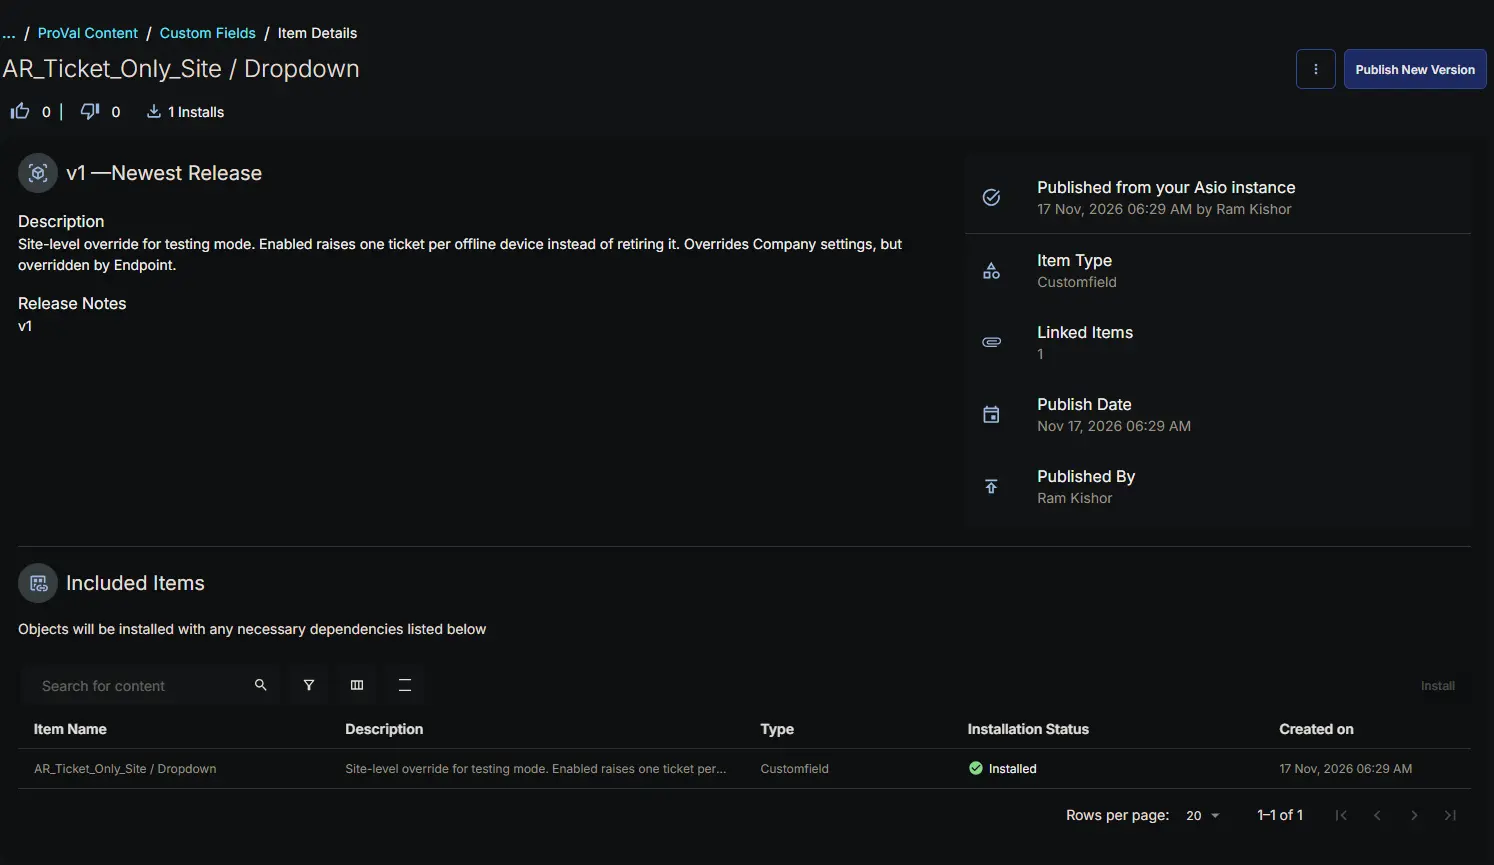 ... / ProVal Content / Custom Fields / Item Details
AR_Ticket_Only_Site / Dropdown
Publish New Version
0 | 0 1 Installs
v1 —Newest Release
Description
Site-level override for testing mode. Enabled raises one ticket per offline device instead of retiring it. Overrides Company settings, but
overridden by Endpoint.
Release Notes
v1
Published from your Asio instance
17 Nov, 2026 06:29 AM by Ram Kishor
Item Type
Customfield
Linked Items
1
Publish Date
Nov 17, 2026 06:29 AM
Published By
Ram Kishor
Included Items
Objects will be installed with any necessary dependencies listed below
Search for content
Install
Item Name Description Type Installation Status Created on
AR_Ticket_Only_Site / Dropdown Site-level override for testing mode. Enabled raises one ticket per... Customfield Installed 17 Nov, 2026 06:29 AM
Rows per page: 20 1–1 of 1